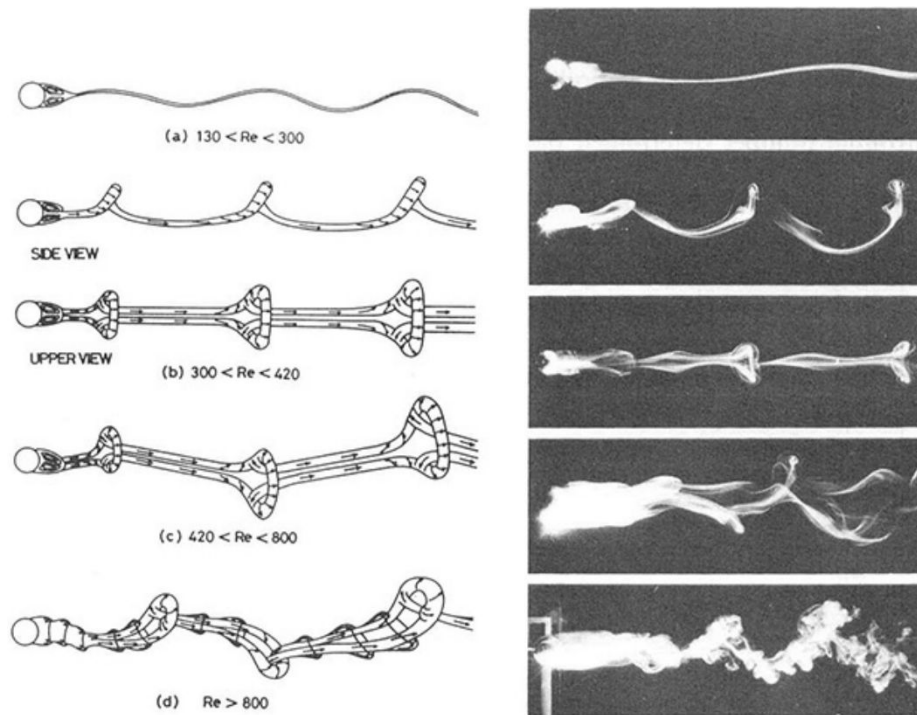 (a) 130 < Re < 300
SIDE VIEW
UPPER VIEW
(b) 300 < Re < 420
(c) 420 < Re < 800
(d) Re > 800